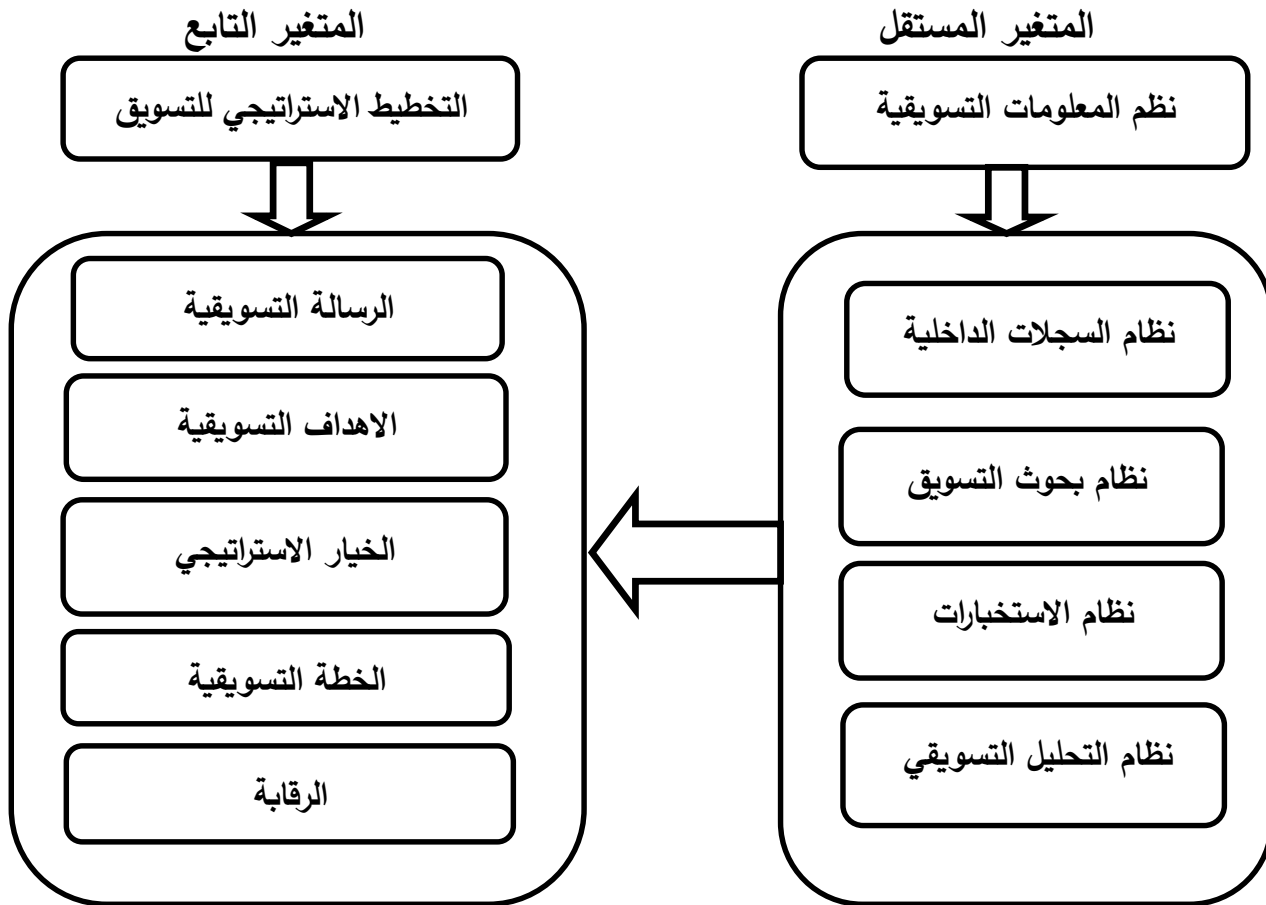 المتغير المستقل
نظم المعلومات التسويقية
نظام السجلات الداخلية
نظام بحوث التسويق
نظام الاستخبارات
نظام التحليل التسويقي
المتغير التابع
التخطيط الاستراتيجي للتسويق
الرسالة التسويقية
الاهداف التسويقية
الخيار الاستراتيجي
الخطة التسويقية
الرقابة